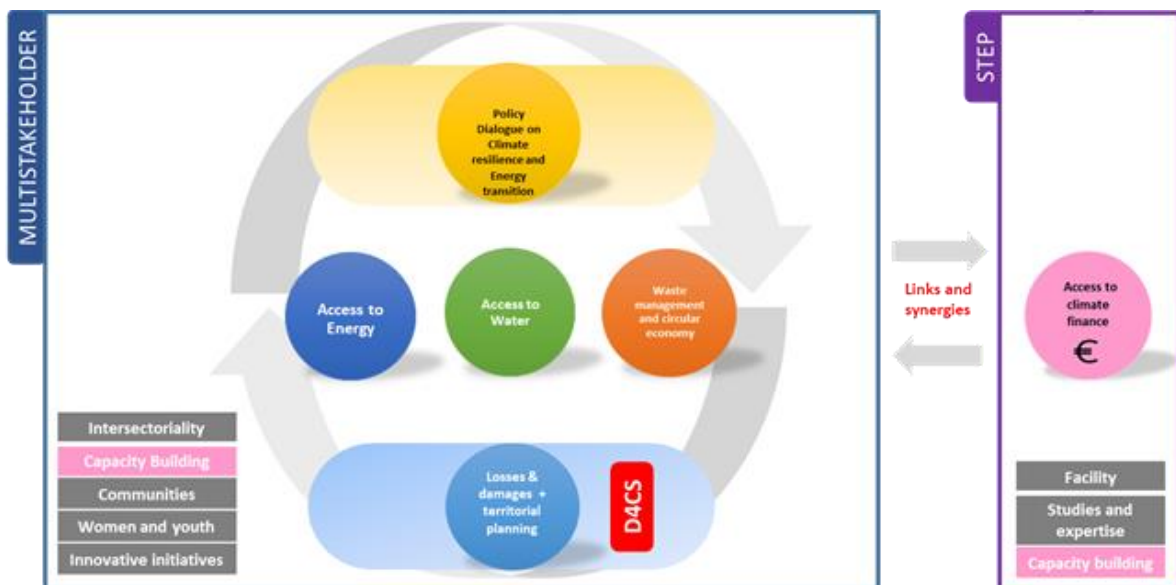 MULTISTAKEHOLDER
Policy
Dialogue on
Climate
resilience and
Energy
transition
Access to
Energy
Access to
Water
Waste
management
and circular
economy
Losses &
damages +
territorial
planning
D4CS
Intersectoriality
Capacity Building
Communities
Women and youth
Innovative initiatives
Links and
synergies
STEP
Access to
climate
finance
€
Facility
Studies and
expertise
Capacity building